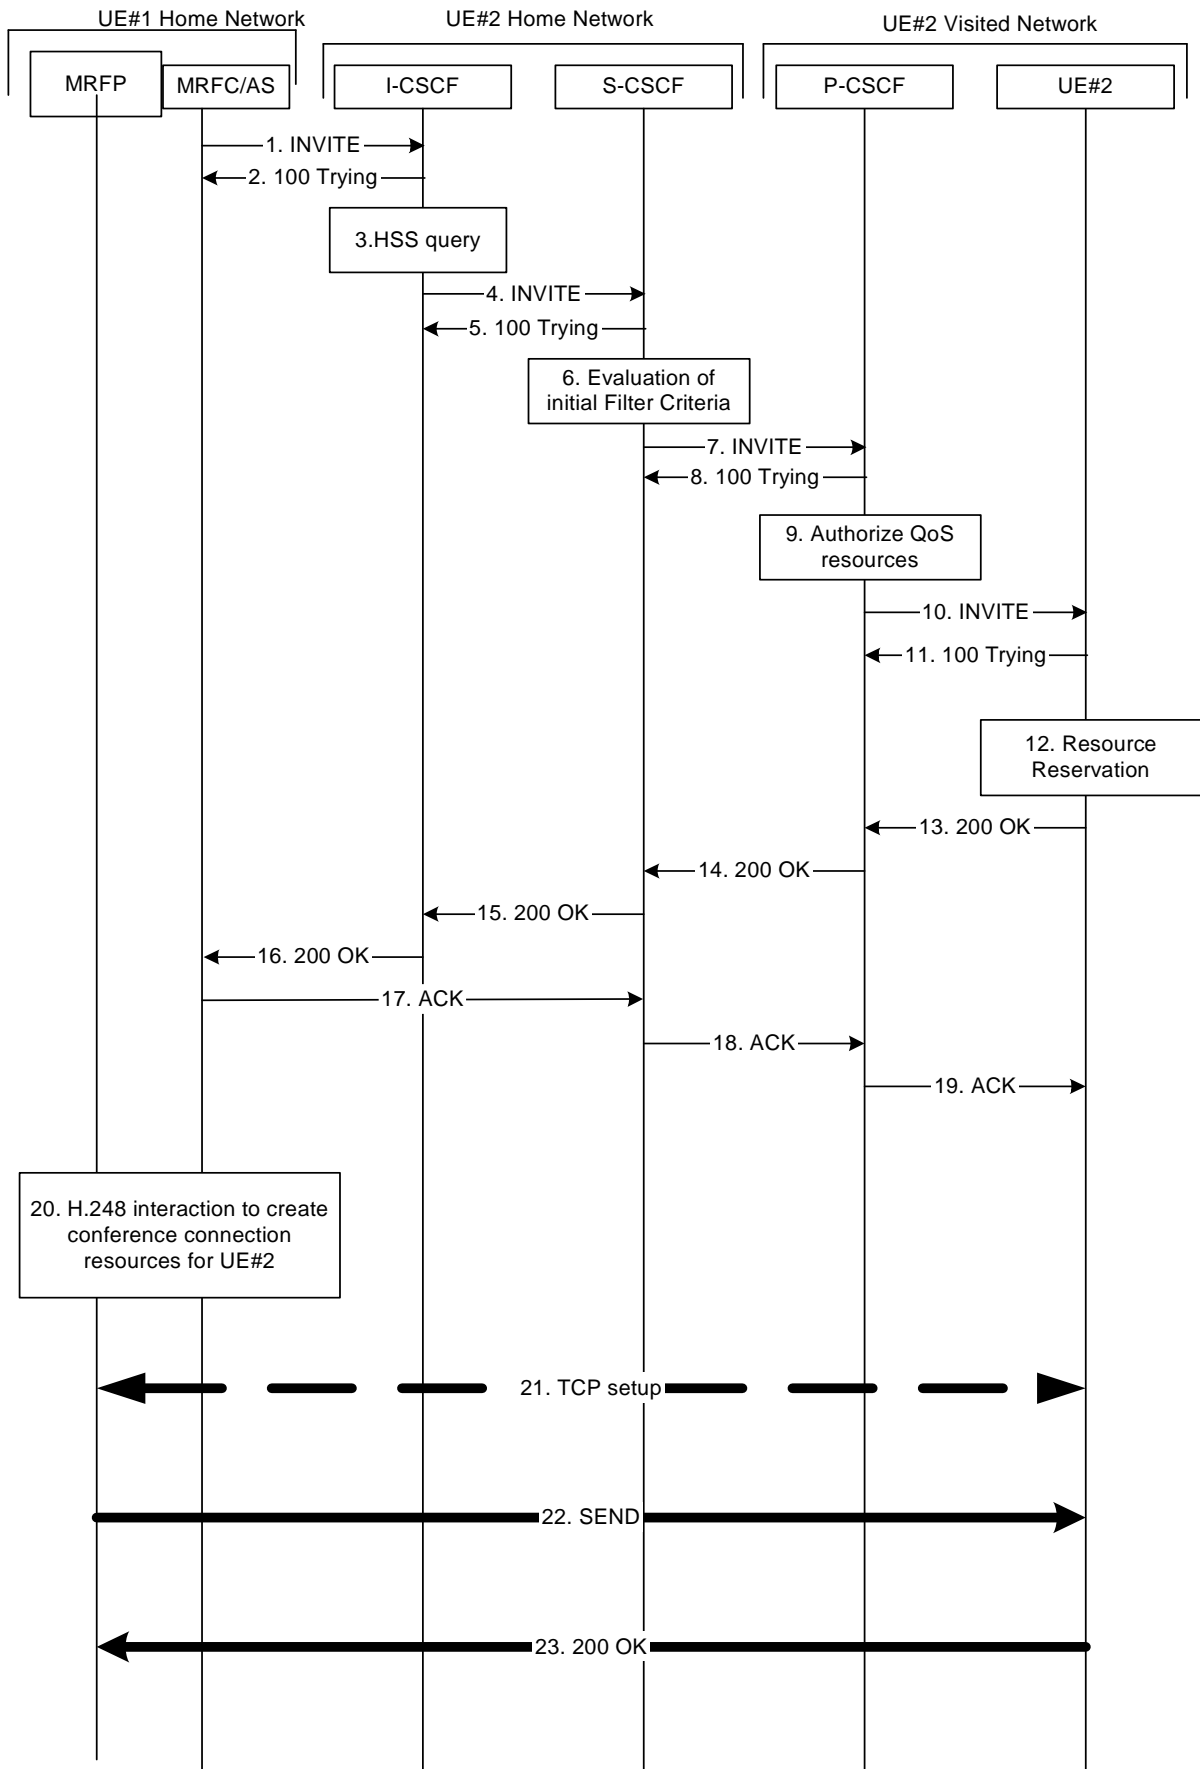 UE#1 Home Network
UE#2 Home Network
UE#2 Visited Network
MRFP
MRFC/AS
I-CSCF
S-CSCF
P-CSCF
UE#2
1. INVITE
2. 100 Trying
3.HSS query
4. INVITE
5. 100 Trying
6. Evaluation of
initial Filter Criteria
7. INVITE
8. 100 Trying
9. Authorize QoS
resources
10. INVITE
11. 100 Trying
12. Resource
Reservation
13. 200 OK
14. 200 OK
15. 200 OK
16. 200 OK
17. ACK
18. ACK
19. ACK
20. H.248 interaction to create
conference connection
resources for UE#2
21. TCP setup
22. SEND
23. 200 OK